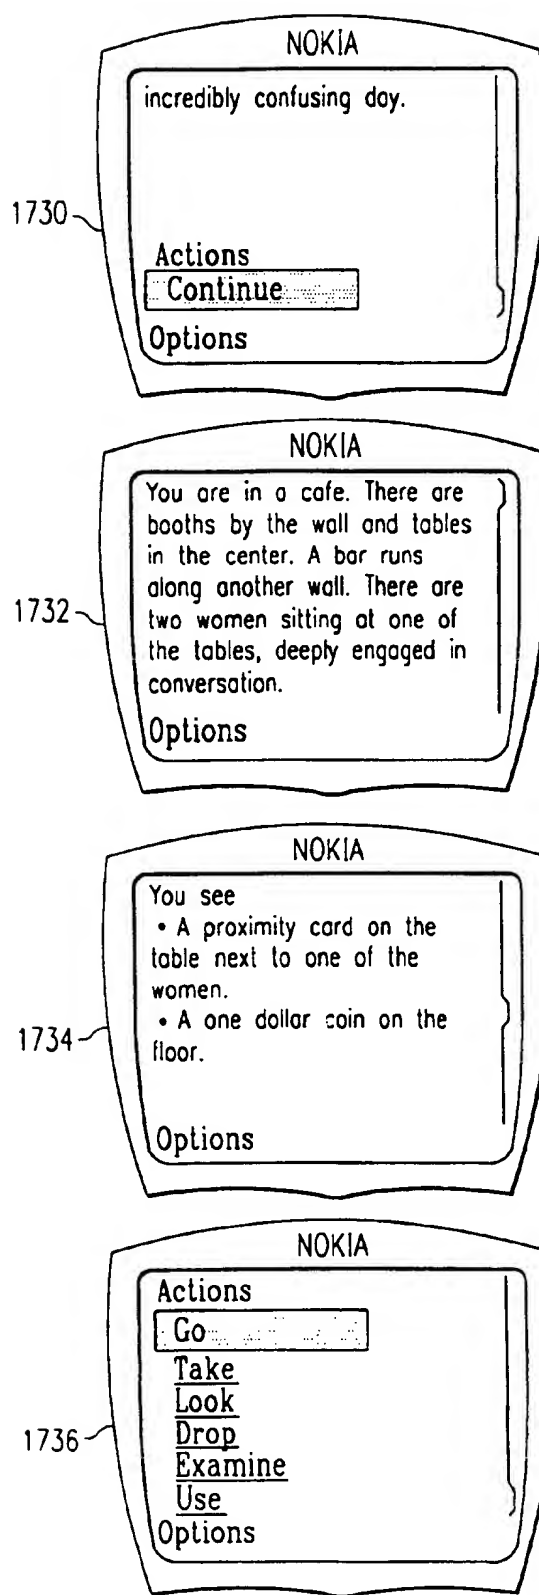 NOKIA
incredibly confusing day.
1730
Actions
Continue
Options
NOKIA
You are in a cafe. There are
booths by the wall and tables
in the center. A bar runs
along another wall. There are
two women sitting at one of
the tables, deeply engaged in
conversation.
1732
Options
NOKIA
You see
• A proximity card on the
table next to one of the
women.
• A one dollar coin on the
floor.
1734
Options
NOKIA
Actions
Go
Take
Look
Drop
Examine
Use
1736
Options